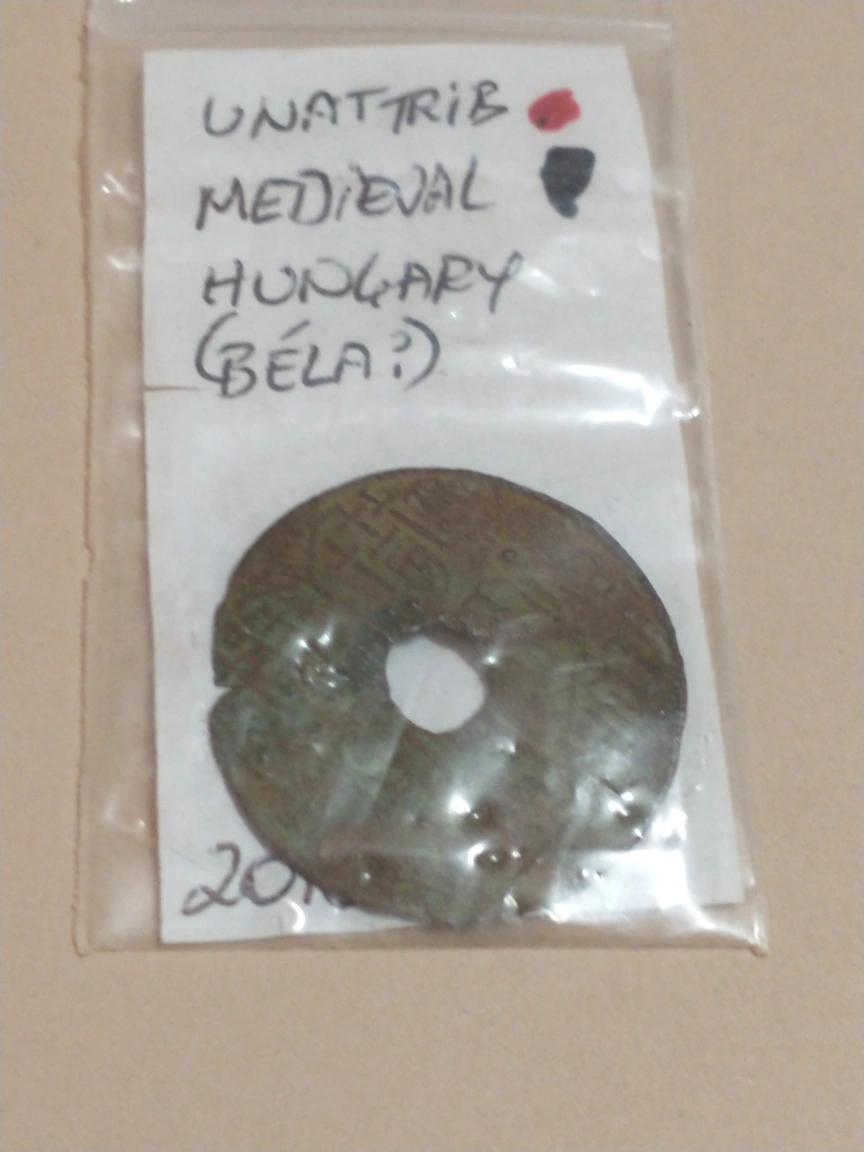 UNATTRIB
MEDIEVAL
HUNGARY
(BÉLA?)